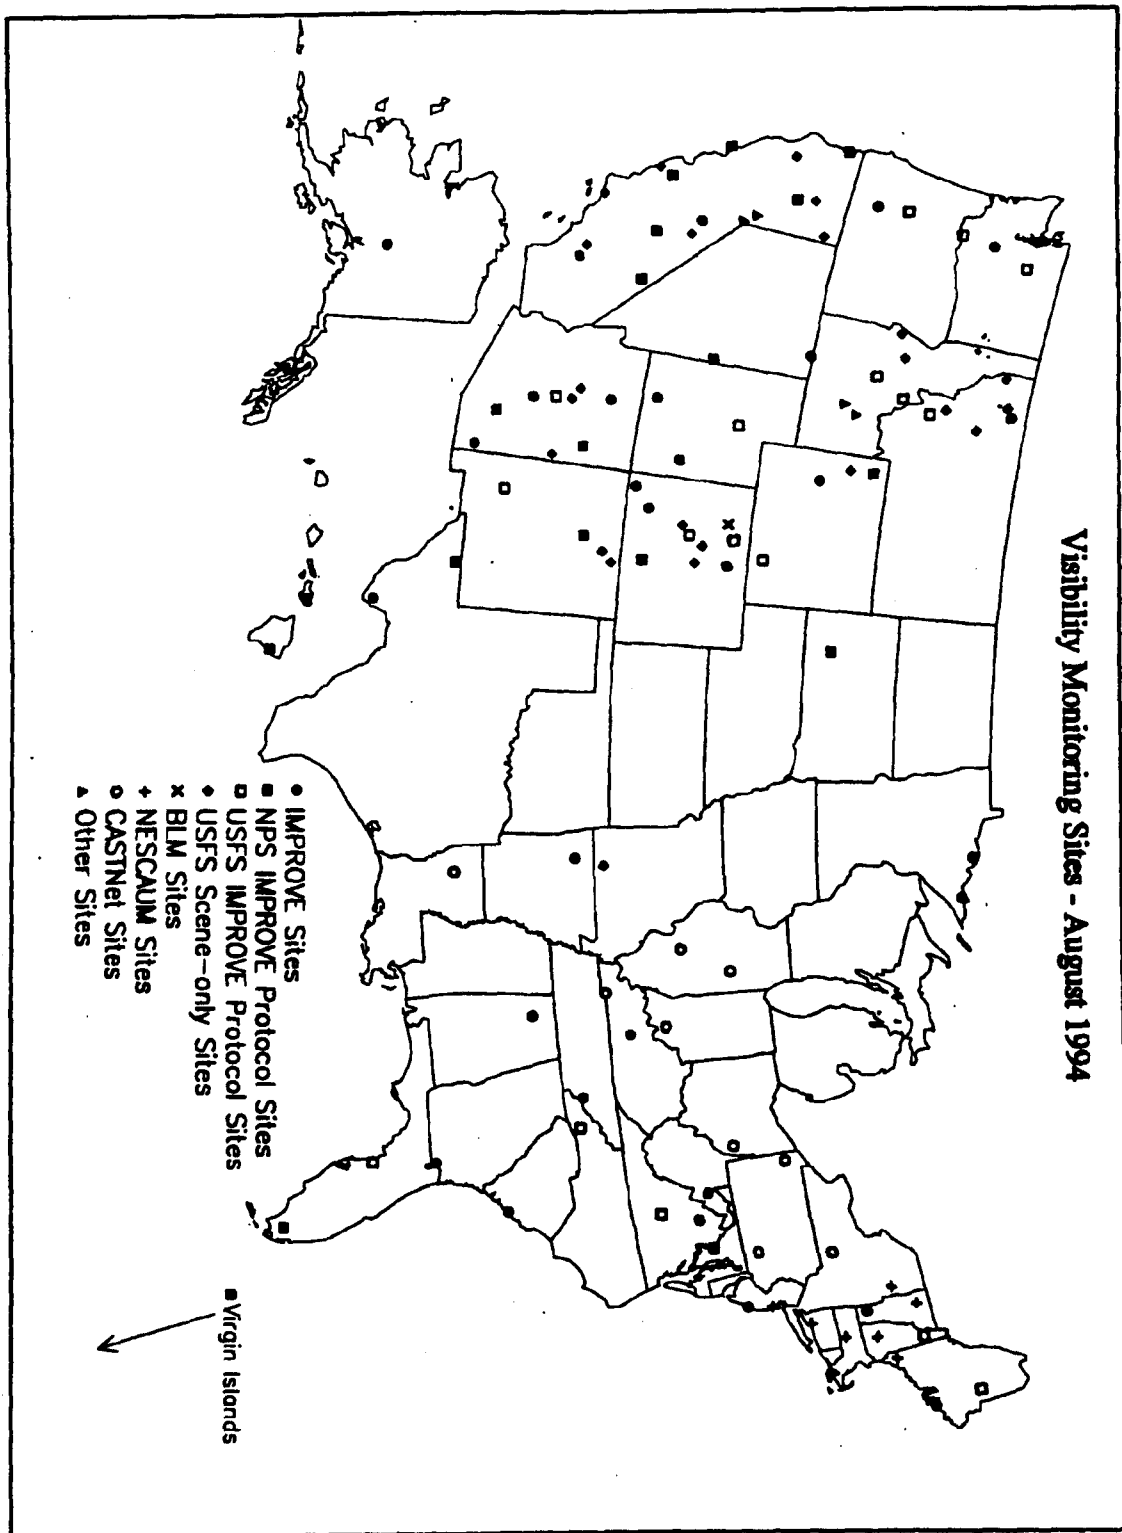 Visibility Monitoring Sites - August 1994
IMPROVE Sites
NPS IMPROVE Protocol Sites
USFS IMPROVE Protocol Sites
USFS Scene-only Sites
BLM Sites
NESCAUM Sites
CASTNet Sites
Other Sites
Virgin Islands